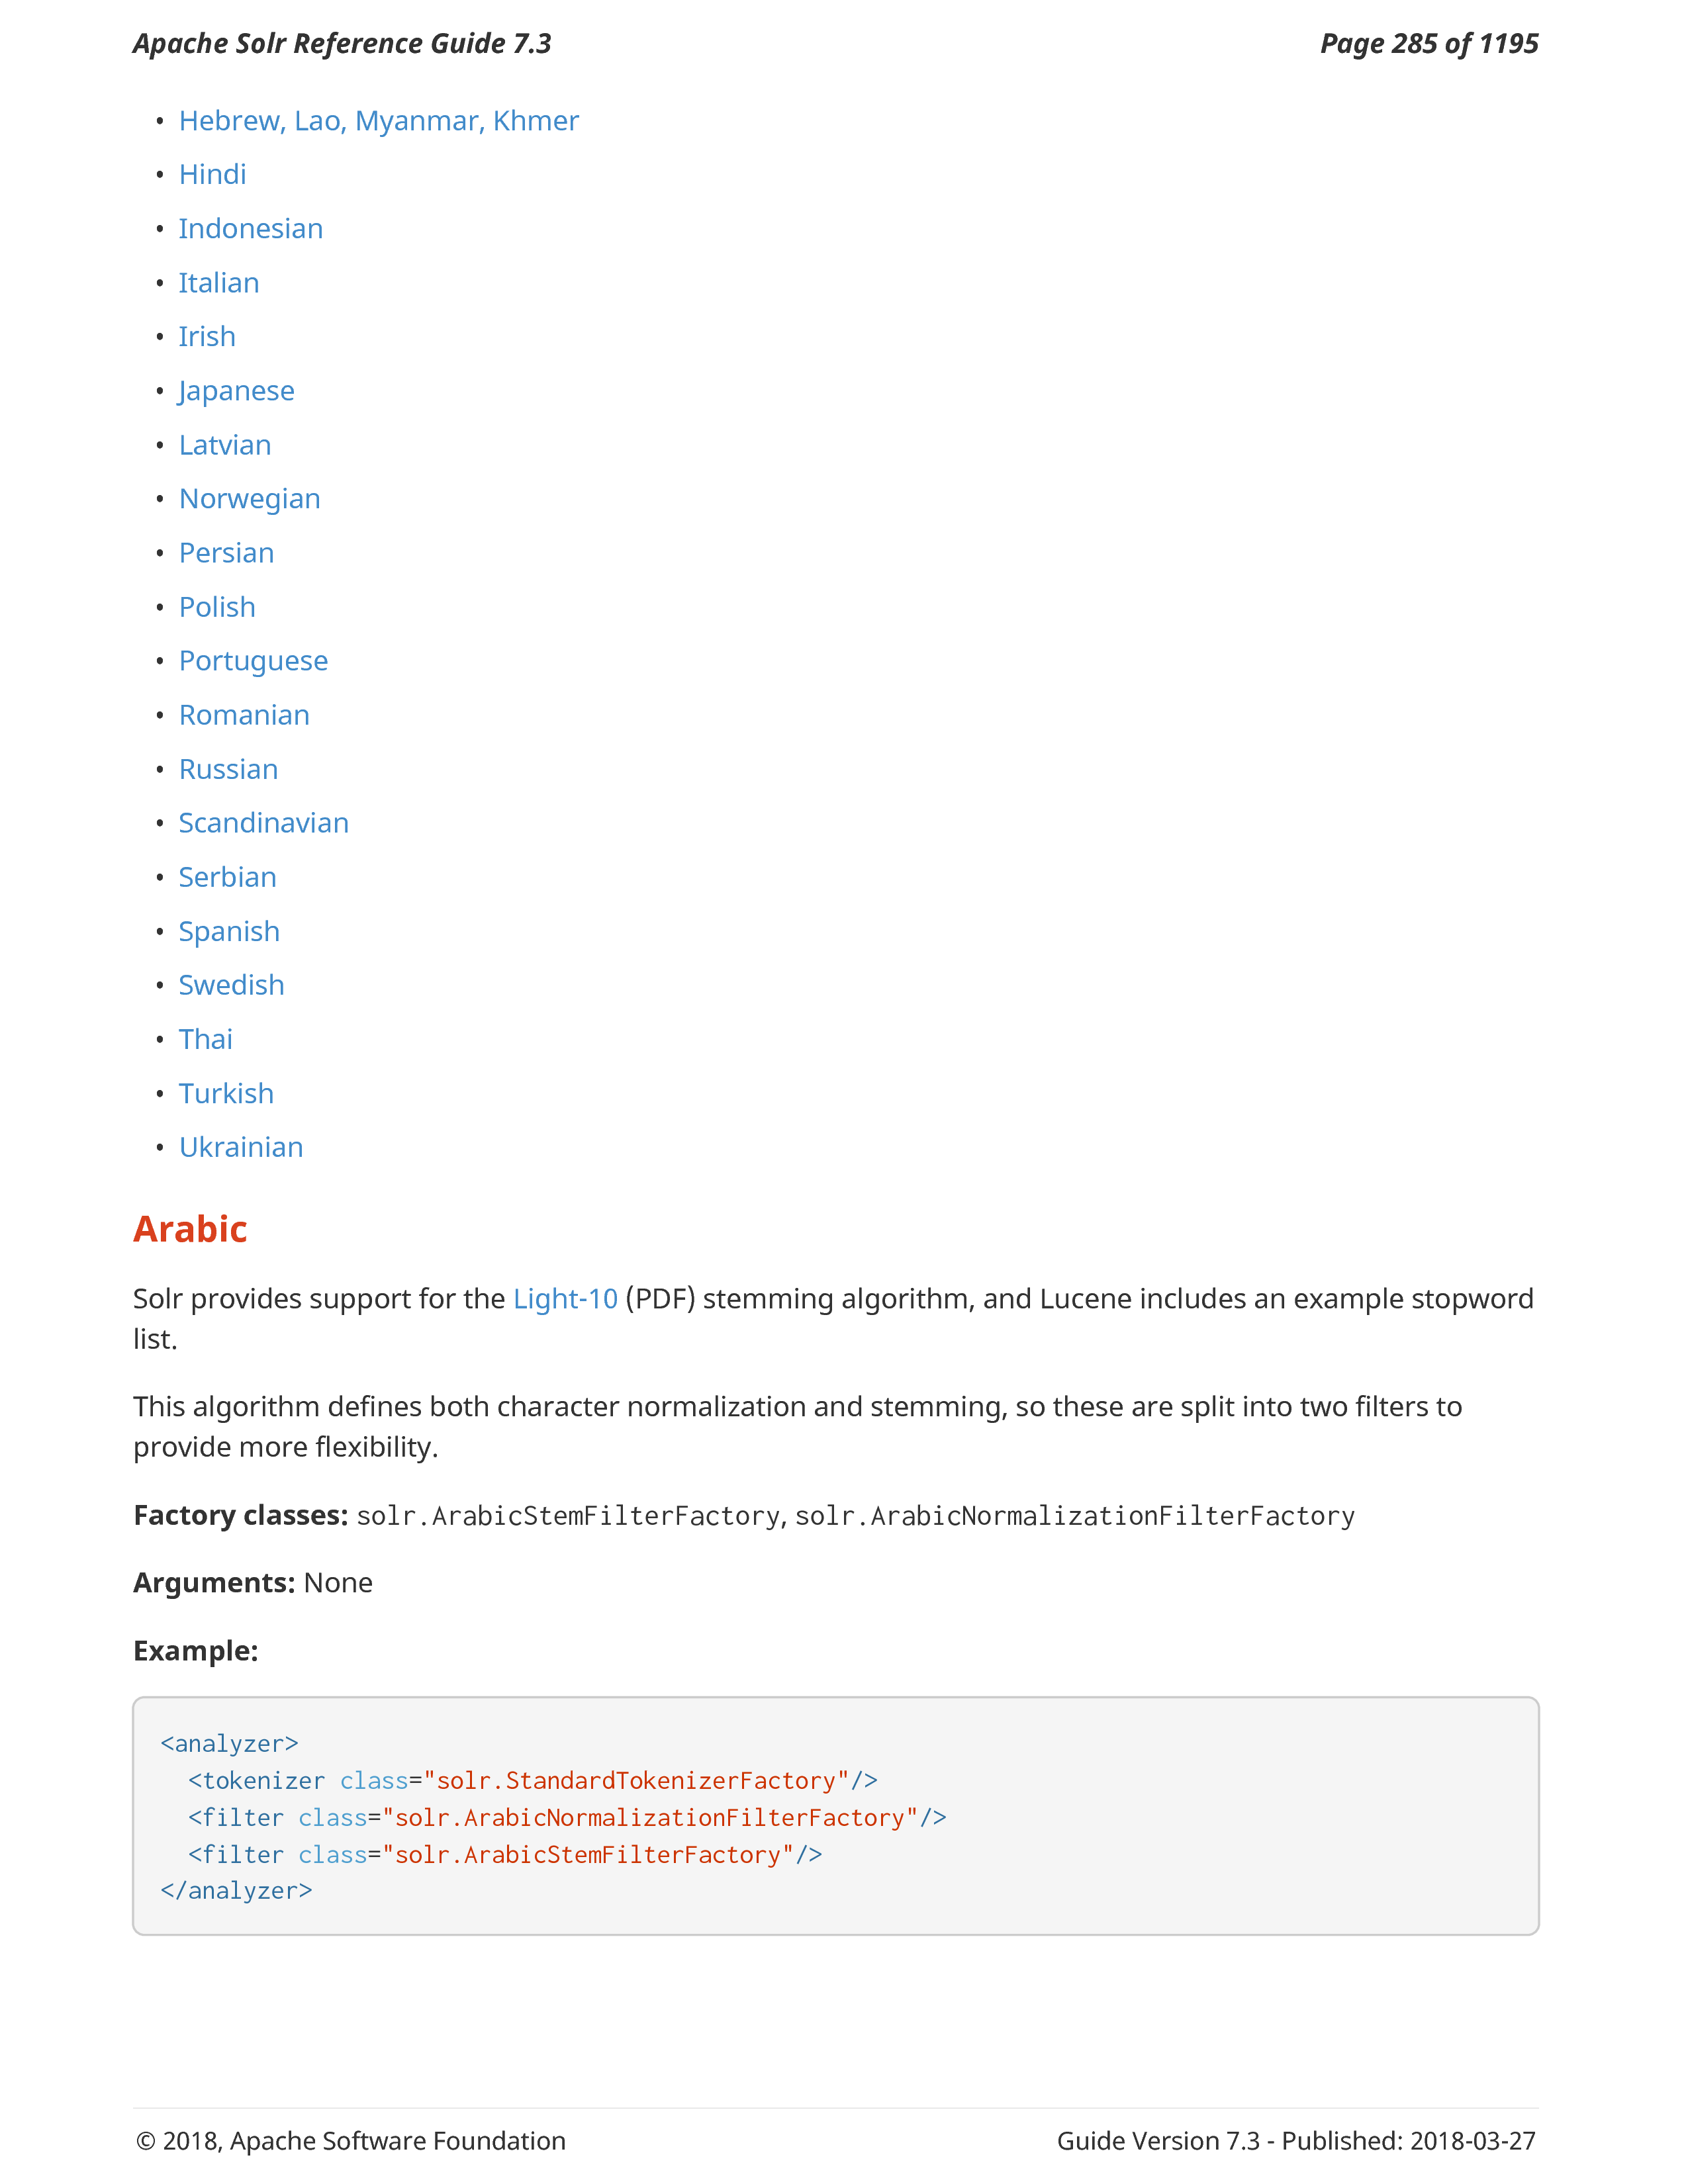 Apache Solr Reference Guide 7.3
Page 285 of 1195
• Hebrew, Lao, Myanmar, Khmer
• Hindi
• Indonesian
• Italian
• Irish
• Japanese
• Latvian
• Norwegian
• Persian
• Polish
• Portuguese
• Romanian
• Russian
• Scandinavian
• Serbian
• Spanish
• Swedish
• Thai
• Turkish
• Ukrainian
Arabic
Solr provides support for the Light-10 (PDF) stemming algorithm, and Lucene includes an example stopword
list.
This algorithm defines both character normalization and stemming, so these are split into two filters to
provide more flexibility.
Factory classes: solr.ArabicStemFilterFactory, solr.ArabicNormalizationFilterFactory
Arguments: None
Example:
<analyzer>
  <tokenizer class="solr.StandardTokenizerFactory"/>
  <filter class="solr.ArabicNormalizationFilterFactory"/>
  <filter class="solr.ArabicStemFilterFactory"/>
</analyzer>
© 2018, Apache Software Foundation
Guide Version 7.3 - Published: 2018-03-27